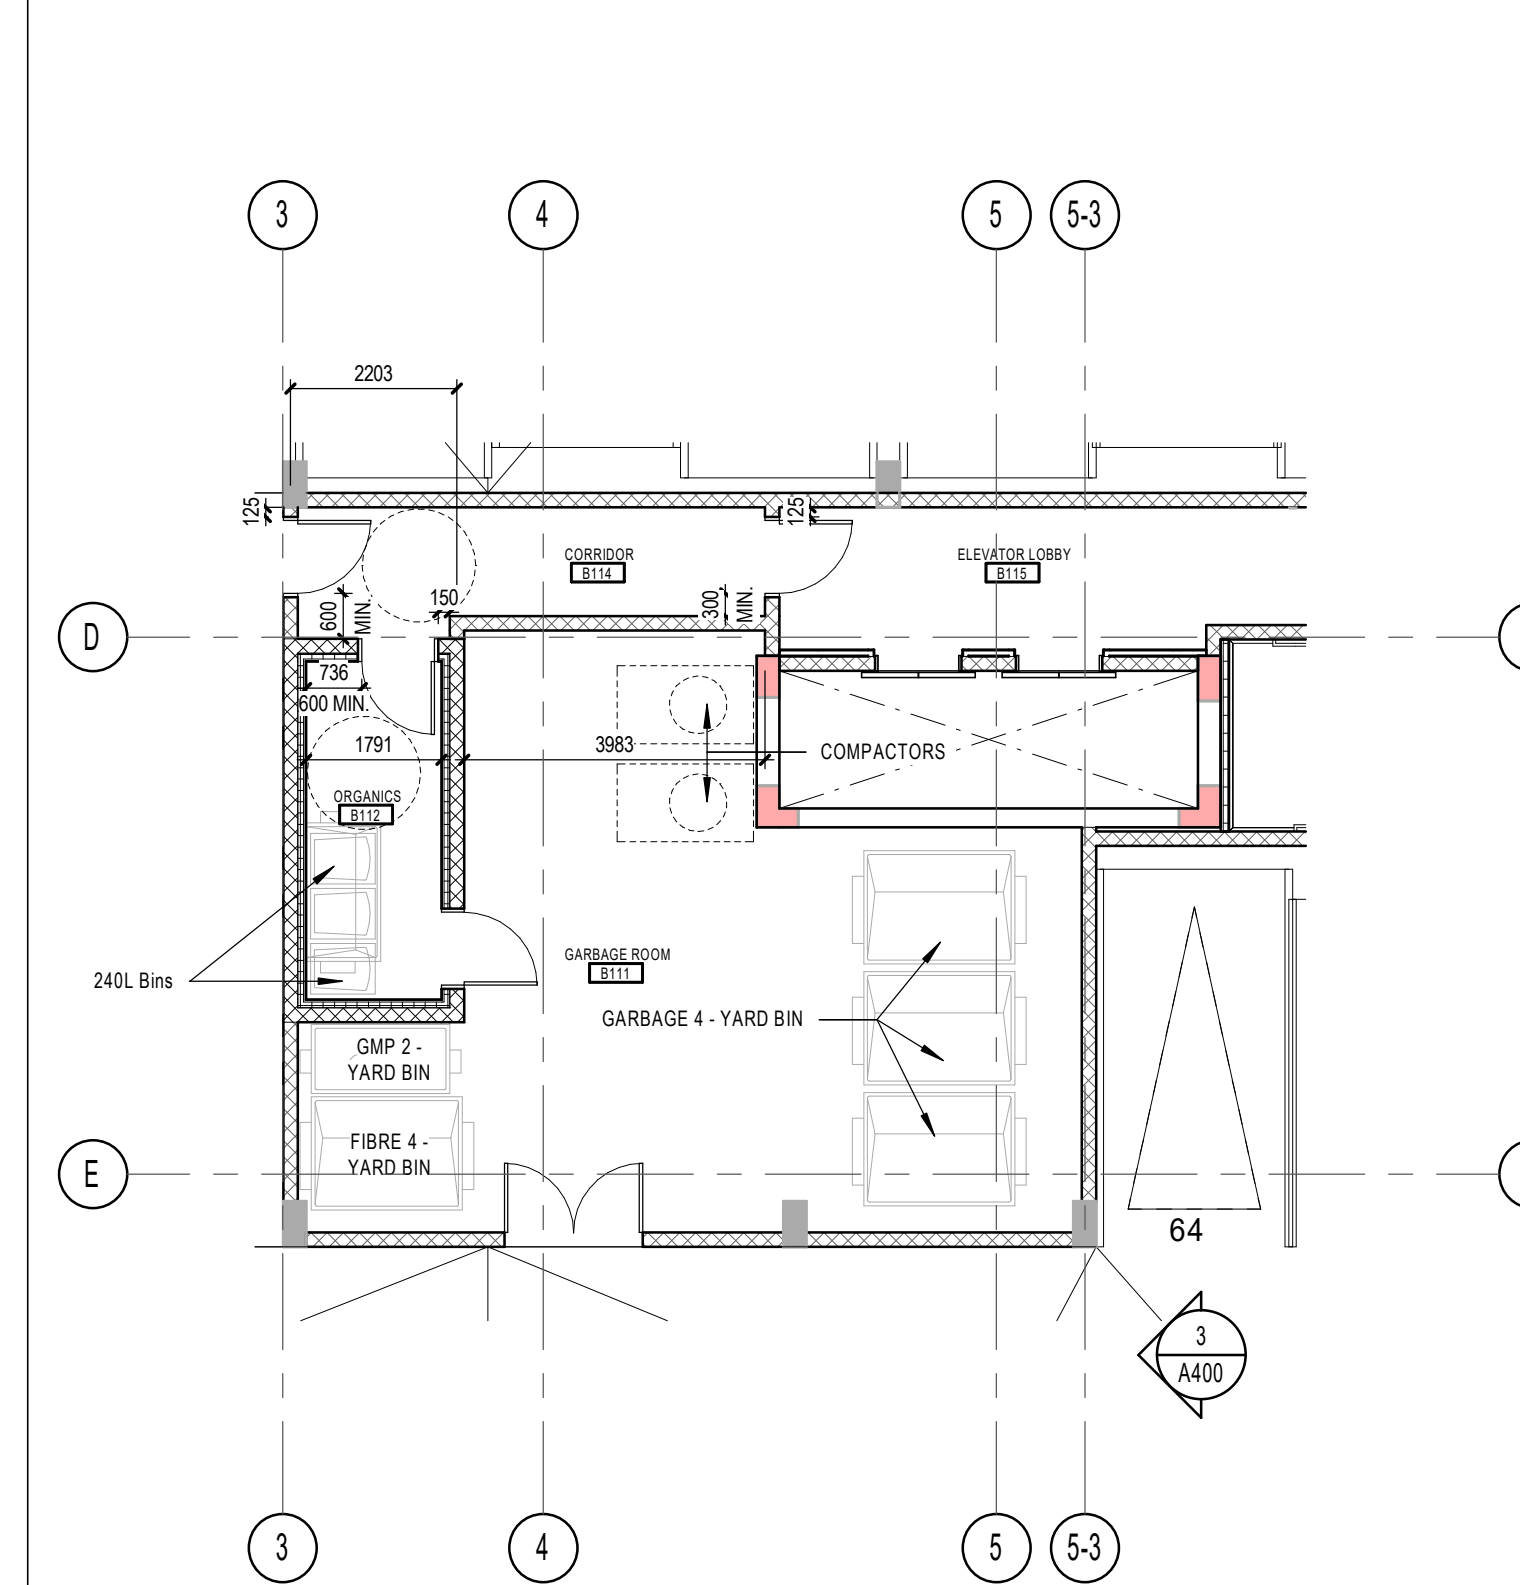 3
4
5
5-3
2203
125
125
CORRIDOR
B114
ELEVATOR LOBBY
B115
600
MIN.
150
300
MIN.
D
736
600 MIN.
1791
3983
COMPACTORS
ORGANICS
B112
240L Bins
GARBAGE ROOM
B111
GARBAGE 4 - YARD BIN
GMP 2 -
YARD BIN
FIBRE 4 -
YARD BIN
E
64
3
A400
3
4
5
5-3